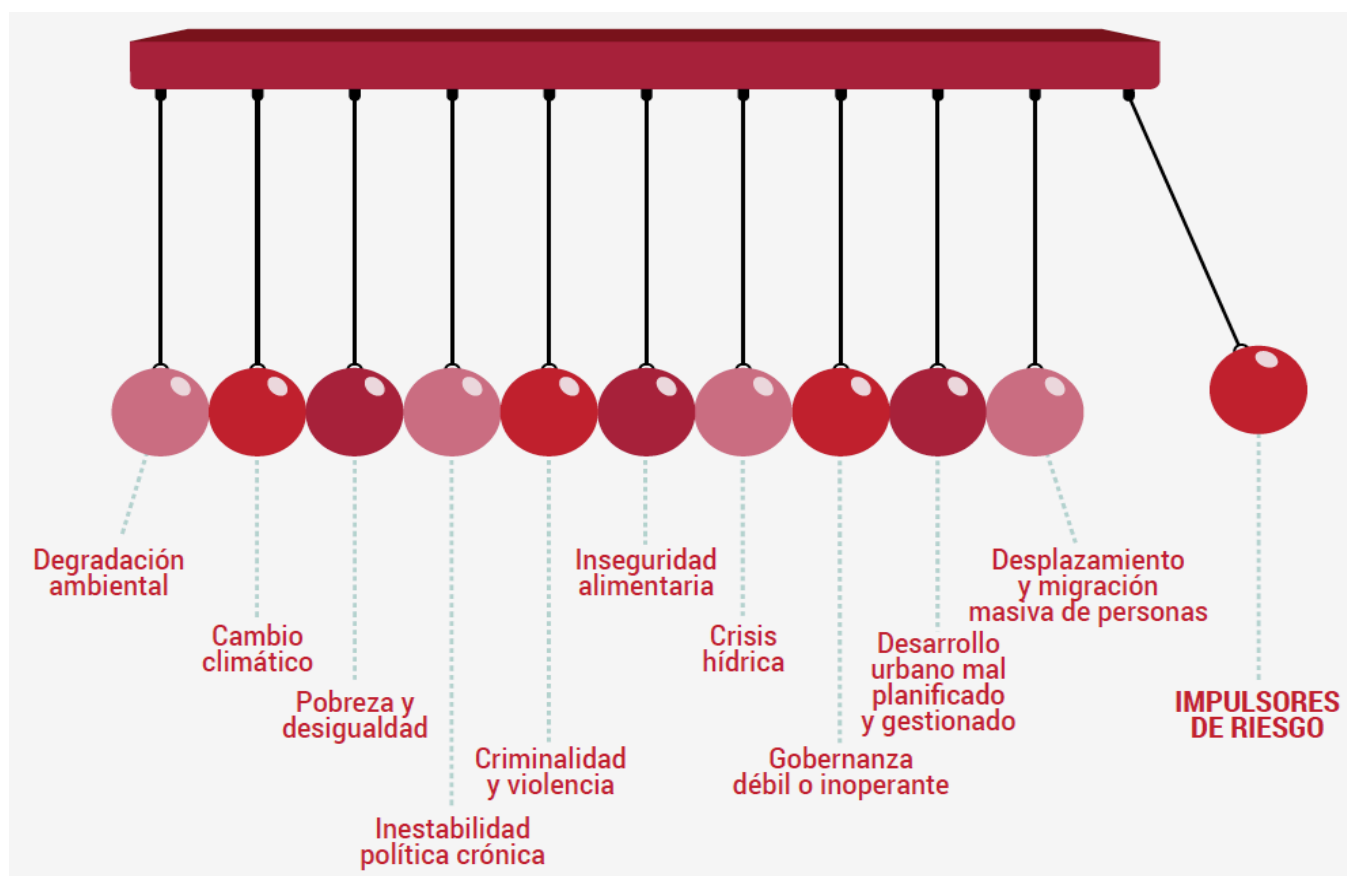 Degradación
ambiental
Cambio
climático
Pobreza y
desigualdad
Inestabilidad
política crónica
Criminalidad
y violencia
Inseguridad
alimentaria
Crisis
hídrica
Gobernanza
débil o inoperante
Desarrollo
urbano mal
planificado
y gestionado
Desplazamiento
y migración
masiva de personas
IMPULSORES
DE RIESGO